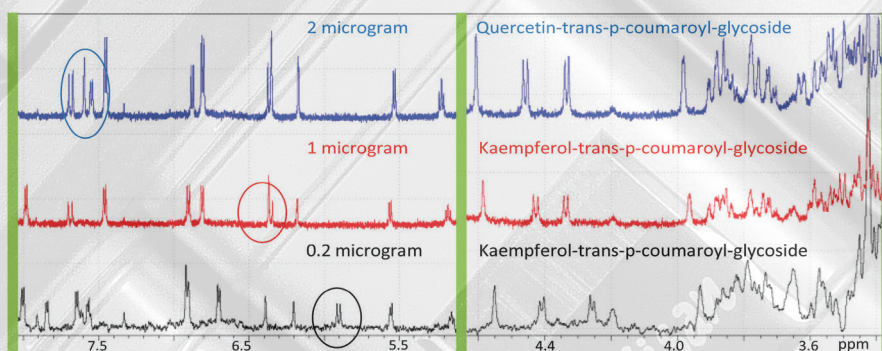 2 microgram
Quercetin-trans-p-coumaroyl-glycoside
1 microgram
Kaempferol-trans-p-coumaroyl-glycoside
0.2 microgram
Kaempferol-trans-p-coumaroyl-glycoside
7.5 6.5 5.5 4.4 4.0 3.6 ppm